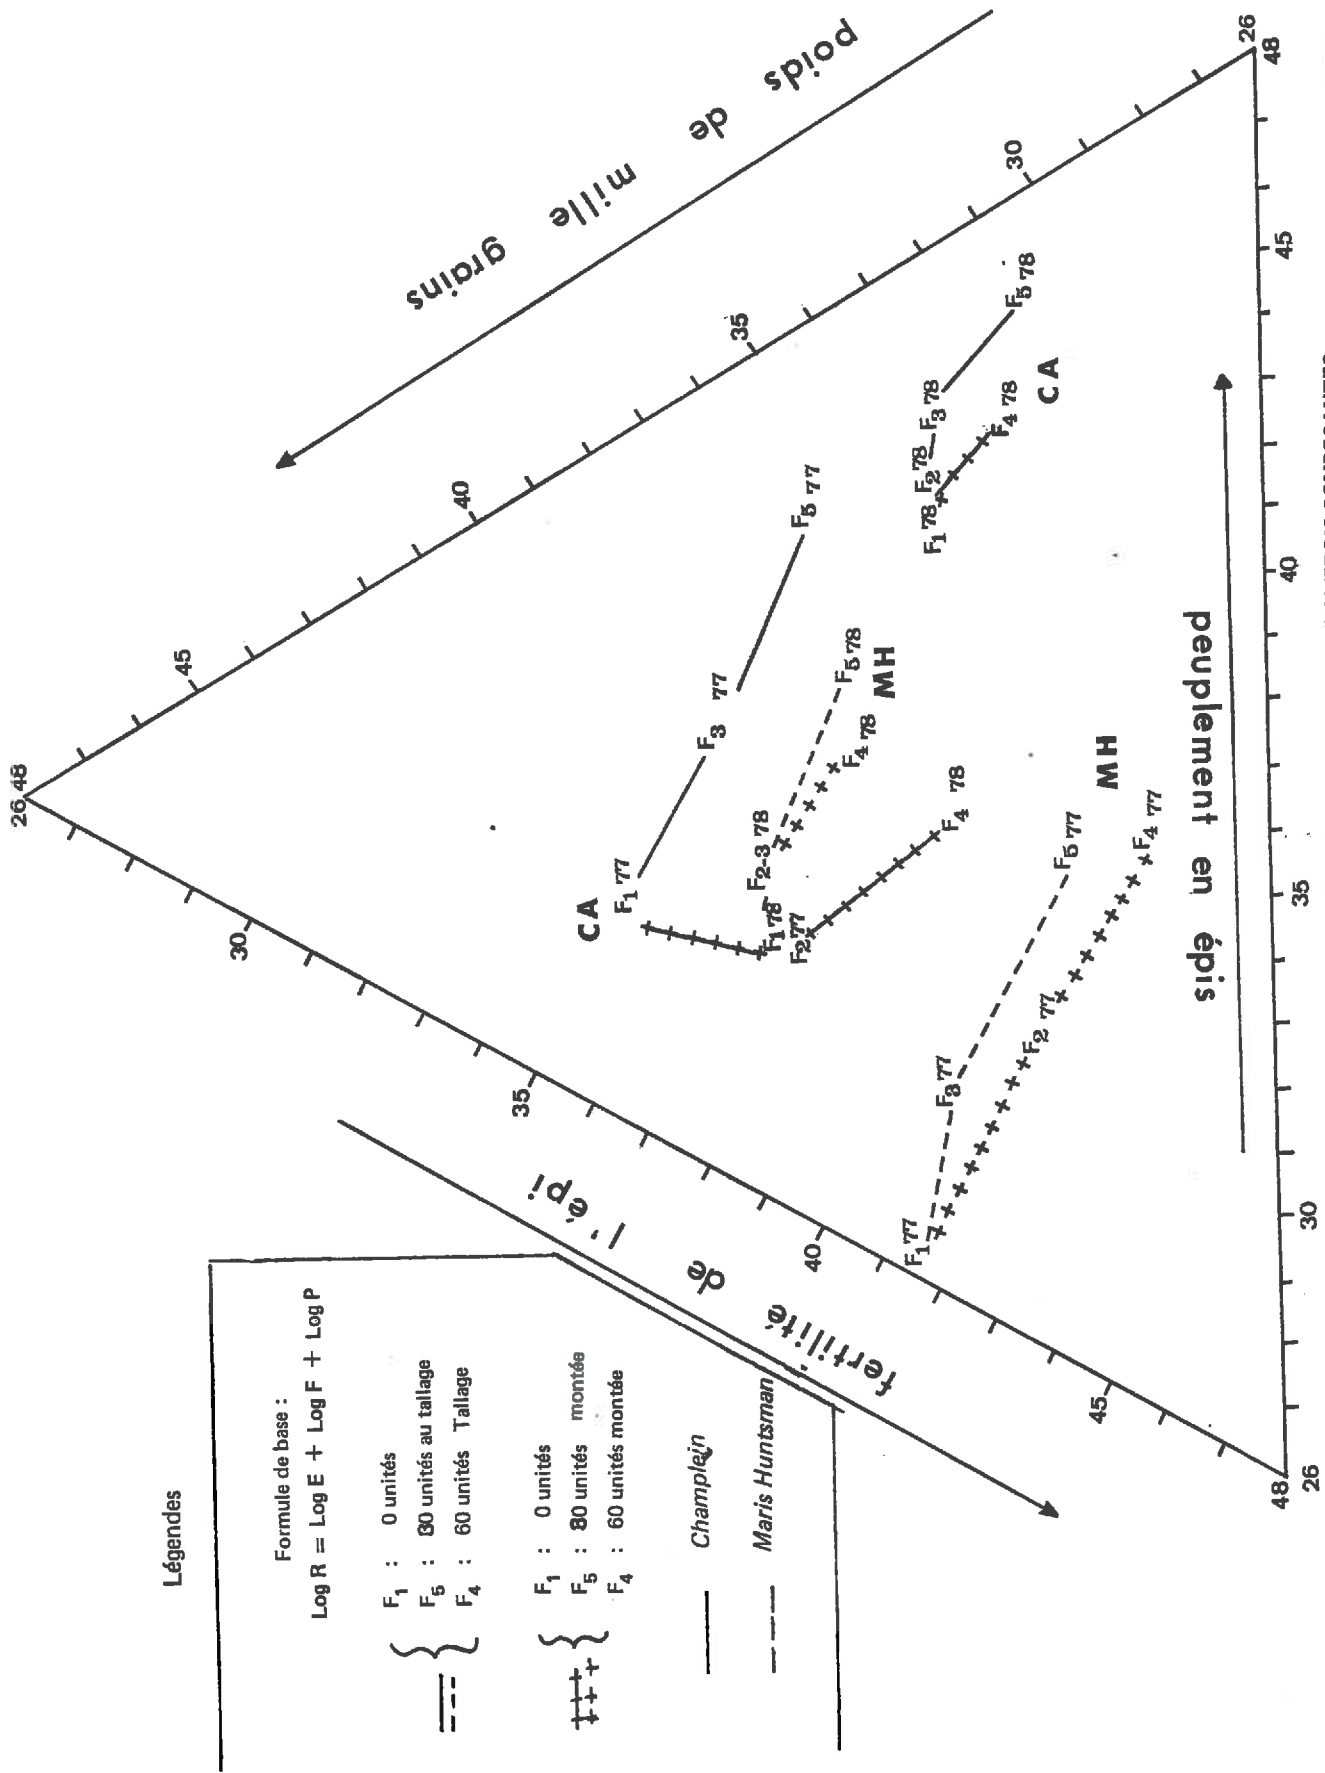 Légendes
Formule de base :
Log R = Log E + Log F + Log P
F1 : 0 unités
F5 : 80 unités au tallage
F4 : 60 unités Tallage
F1 : 0 unités
F5 : 80 unités montée
F4 : 60 unités montée
Champlein
Maris Huntsman
poids de mille grains
fertilité de l'épi
peuplement en épis
26 48
45
40
35
30
26
48
30
35
40
45
48
26
30
35
40
45
CA
F1 77
F3 77
F5 77
F1 78
F2 77
F2-3 78
F5 78
F4 78
MH
F4 78
F1 78
F2 78
F3 78
F5 78
F4 78
CA
F1 77
F3 77
F5 77
F2 77
F4 77
MH